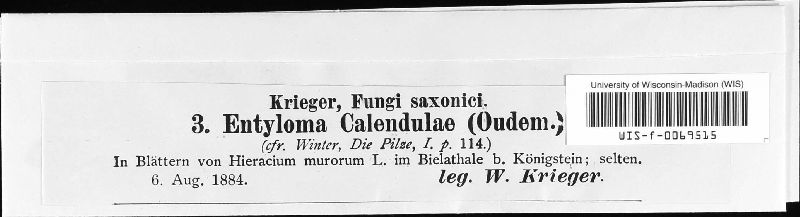 Krieger, Fungi saxonici.
3. Entyloma Calendulae (Oudem.)
(cfr. Winter, Die Pilze, I. p. 114.)
In Blättern von Hieracium murorum L. im Bielathale b. Königstein; selten.
6. Aug. 1884. leg. W. Krieger.
University of Wisconsin-Madison (WIS)
WIS-f-0069515